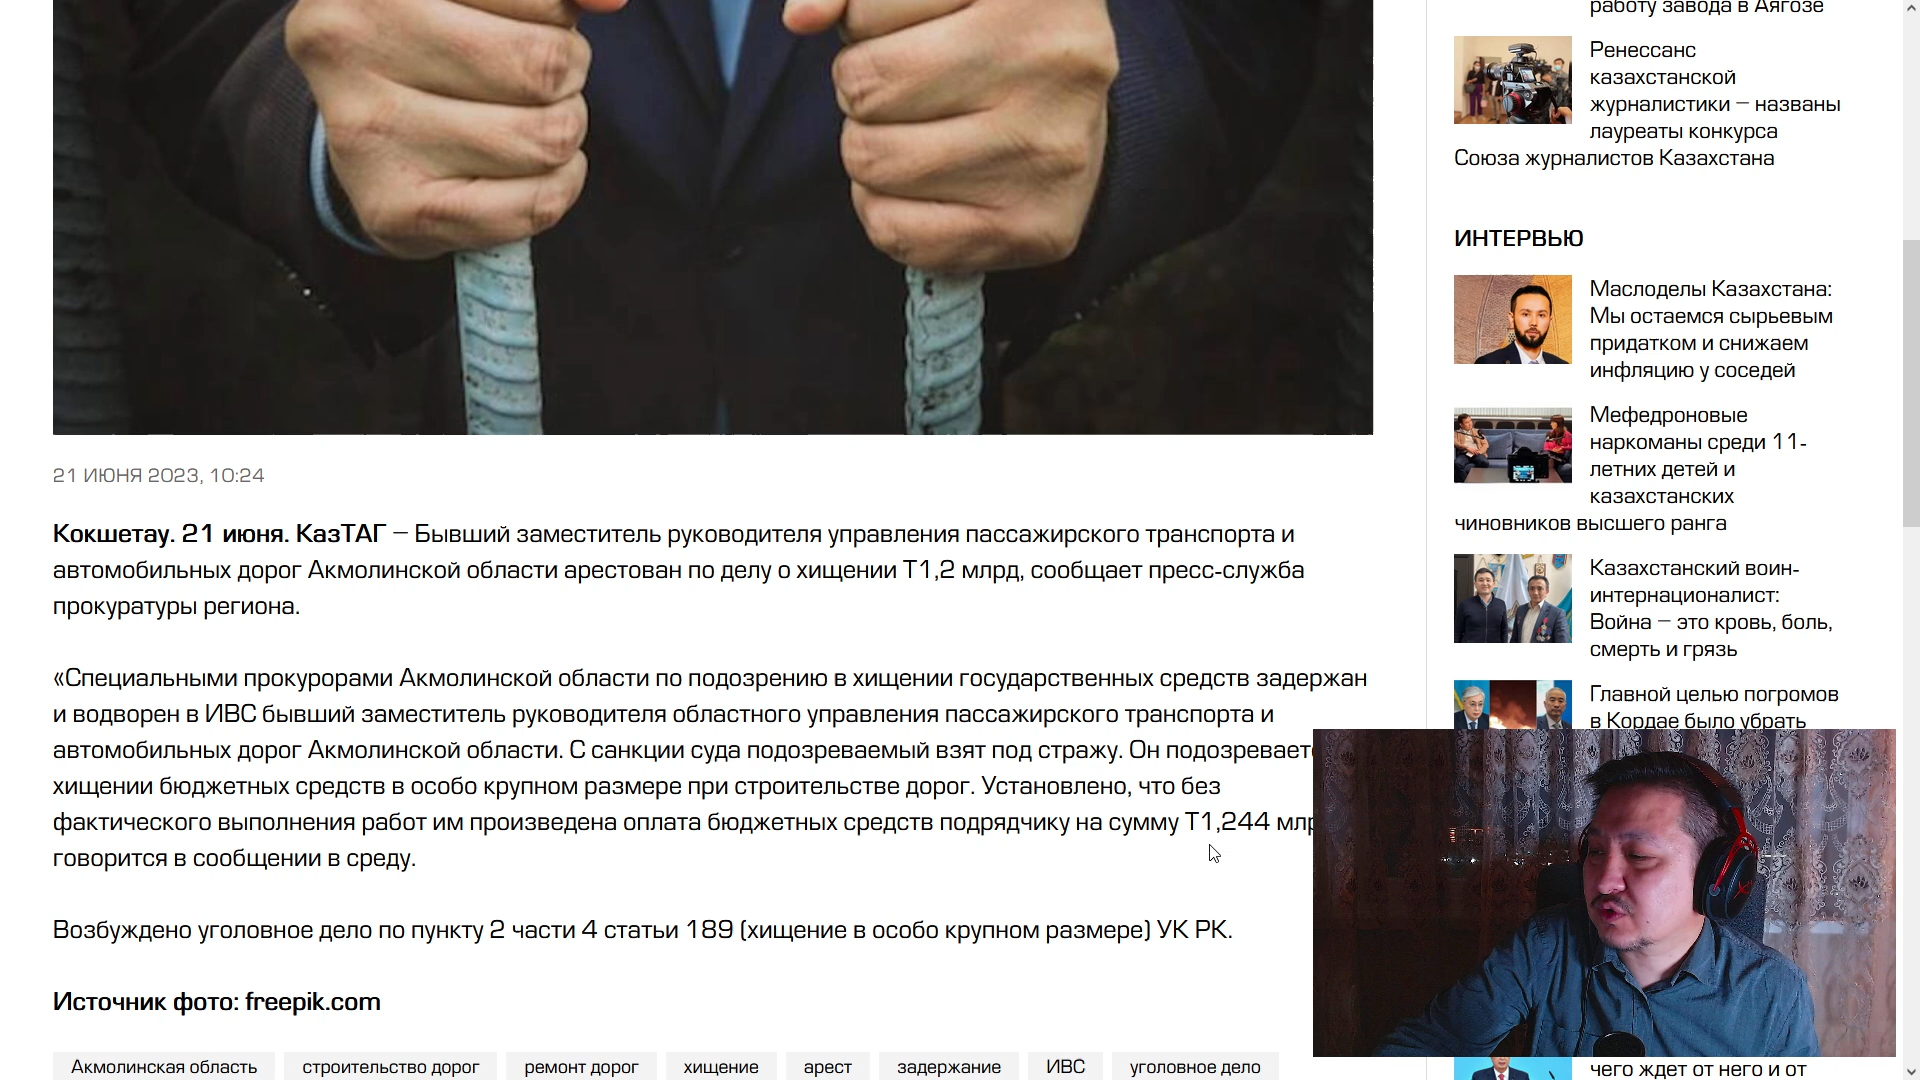 21 ИЮНЯ 2023, 10:24
Кокшетау. 21 июня. КазТАГ – Бывший заместитель руководителя управления пассажирского транспорта и
автомобильных дорог Акмолинской области арестован по делу о хищении Т1,2 млрд, сообщает пресс-служба
прокуратуры региона.
«Специальными прокурорами Акмолинской области по подозрению в хищении государственных средств задержан
и водворен в ИВС бывший заместитель руководителя областного управления пассажирского транспорта и
автомобильных дорог Акмолинской области. С санкции суда подозреваемый взят под стражу. Он
хищении бюджетных средств в особо крупном размере при строительстве дорог. Установлено, что без
фактического выполнения работ им произведена оплата бюджетных средств подрядчику на сумму Т1,244
говорится в сообщении в среду.
Возбуждено уголовное дело по пункту 2 части 4 статьи 189 (хищение в особо крупном размере) УК РК.
Источник фото: freepik.com
Акмолинская область строительство дорог ремонт дорог хищение арест задержание ИВС уголовное дело
работу завода в Аягозе
Ренессанс
казахстанской
журналистики – названы
лауреаты конкурса
Союза журналистов Казахстана
ИНТЕРВЬЮ
Маслоделы Казахстана:
Мы остаемся сырьевым
придатком и снижаем
инфляцию у соседей
Мефедроновые
наркоманы среди 11-
летних детей и
казахстанских
чиновников высшего ранга
Казахстанский воин-
интернационалист:
Война – это кровь, боль,
смерть и грязь
Главной целью погромов
в Кордае было убрать
чего ждет от него и от